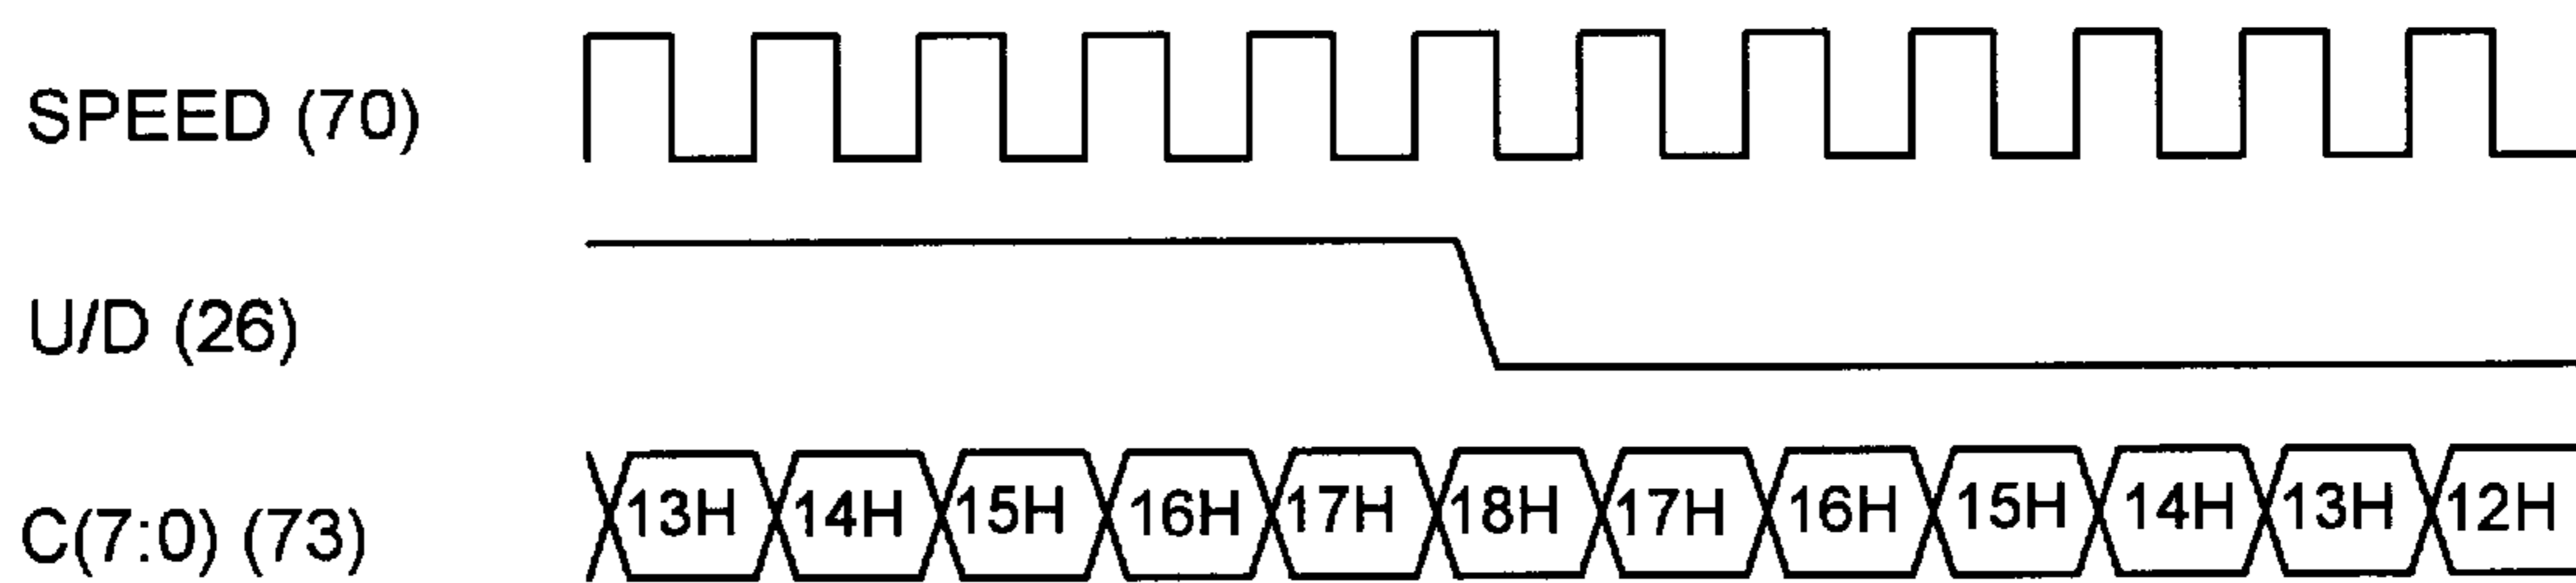 SPEED (70)
U/D (26)
C(7:0) (73) 13H 14H 15H 16H 17H 18H 17H 16H 15H 14H 13H 12H